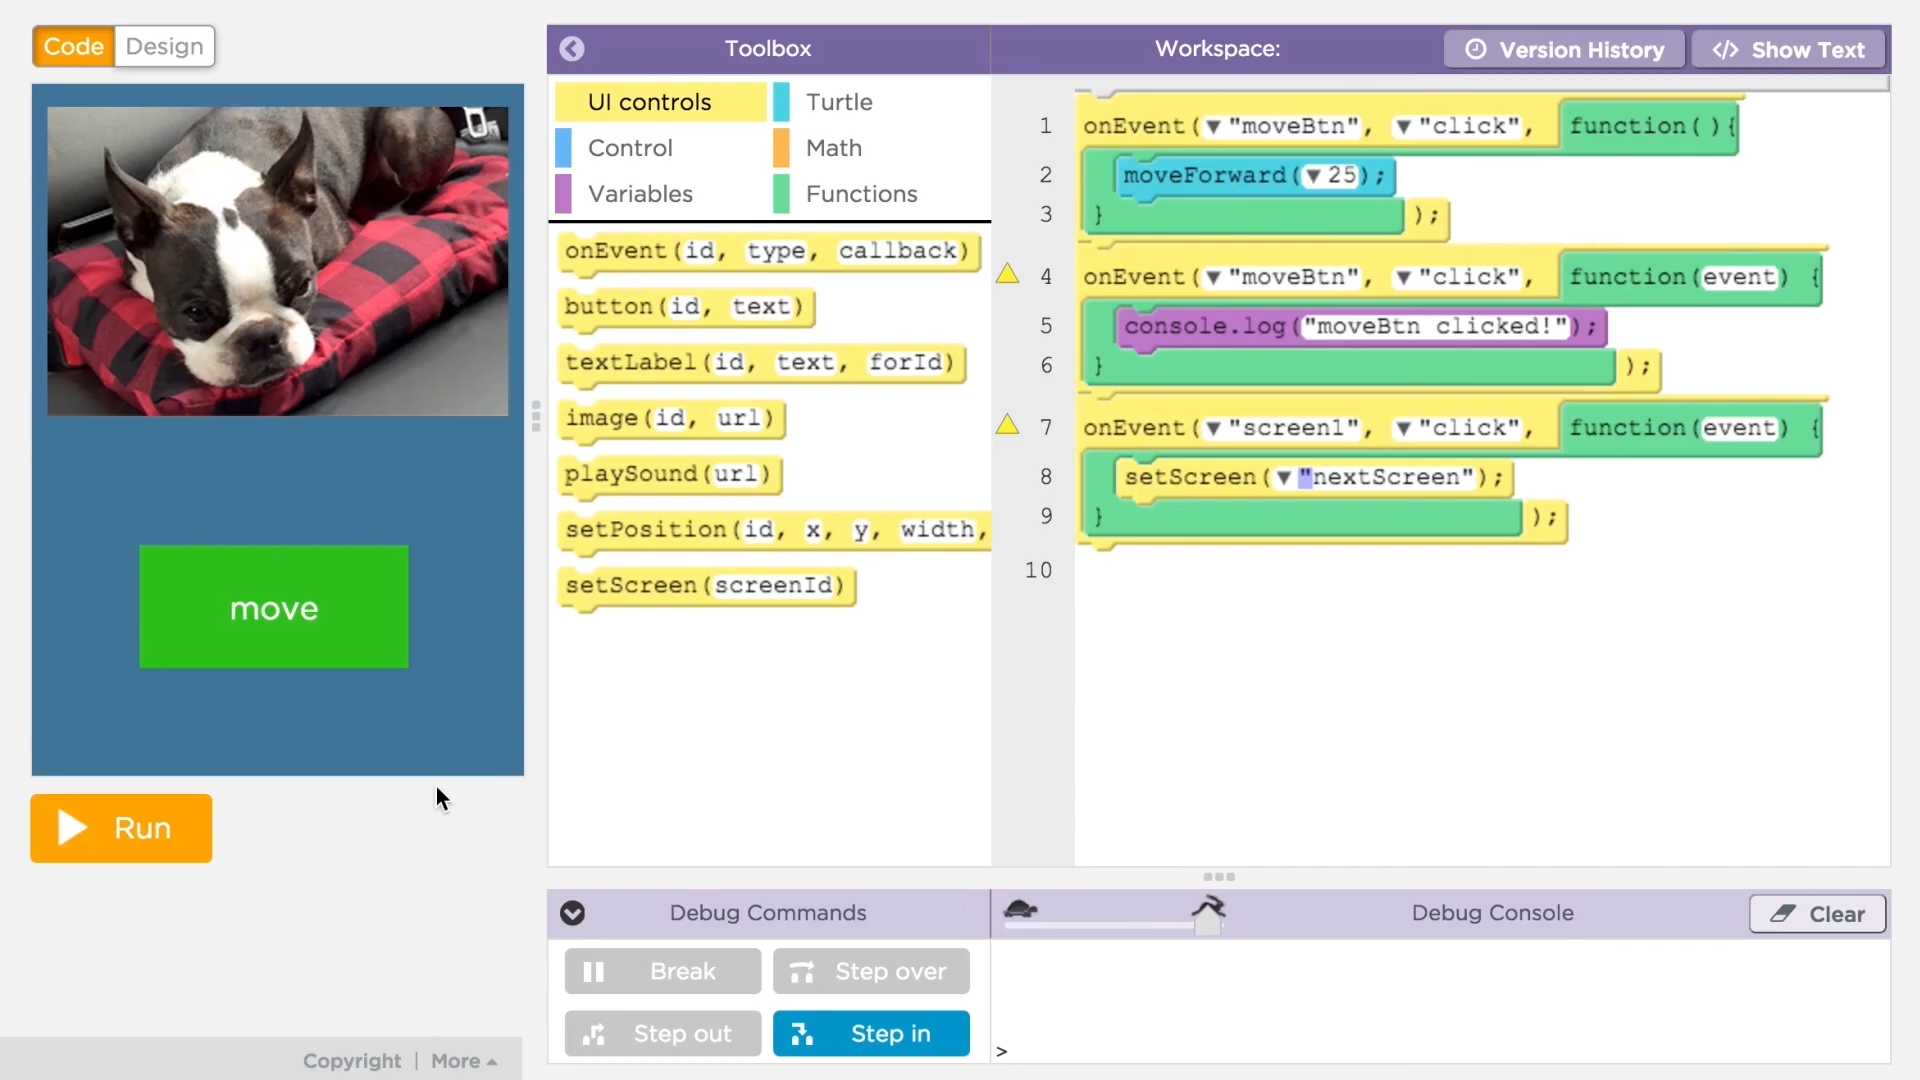 Code Design
Toolbox
Workspace:
Version History
</> Show Text
UI controls
Turtle
Control
Math
Variables
Functions
onEvent(id, type, callback)
button(id, text)
textLabel(id, text, forId)
image(id, url)
playSound(url)
setPosition(id, x, y, width,
setScreen(screenId)
1 onEvent(▼"moveBtn", ▼"click", function(){
2 moveForward(▼25);
3 } );
4 onEvent(▼"moveBtn", ▼"click", function(event) {
5 console.log("moveBtn clicked!");
6 } );
7 onEvent(▼"screen1", ▼"click", function(event) {
8 setScreen(▼"nextScreen");
9 } );
10
move
Run
Debug Commands
Debug Console
Clear
Break
Step over
Step out
Step in
>
Copyright | More